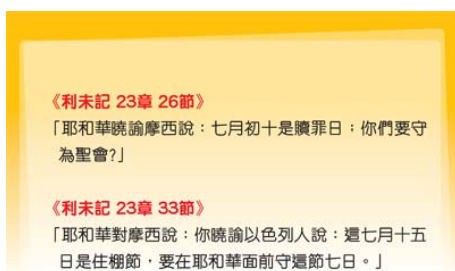 《利未記 23章 26節》
「耶和華曉諭摩西說：七月初十是贖罪日；你們要守
為聖會?」
《利未記 23章 33節》
「耶和華對摩西說：你曉諭以色列人說：這七月十五
日是住棚節，要在耶和華面前守這節七日。」